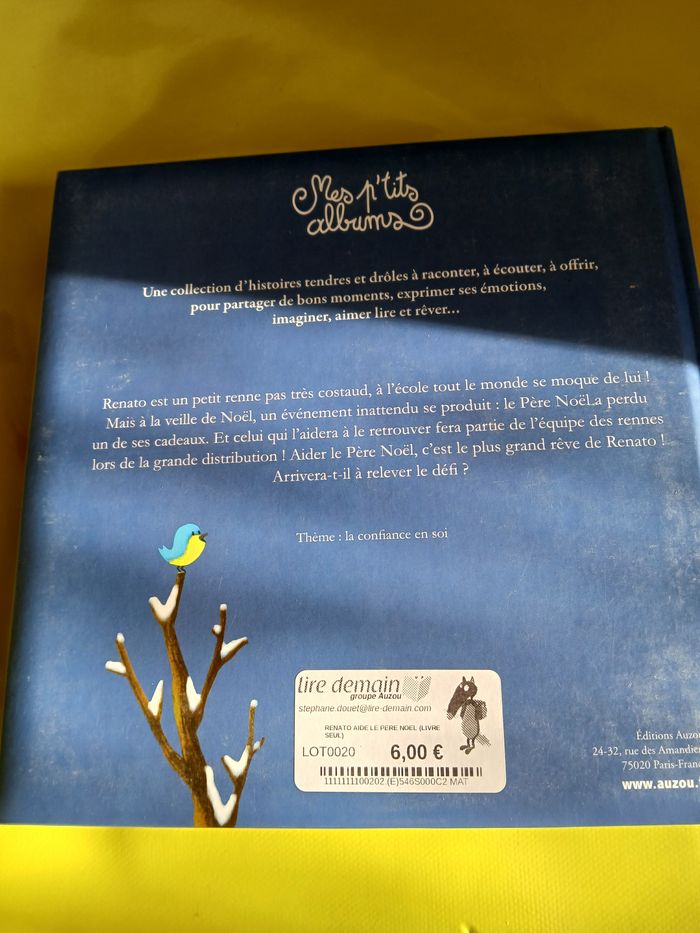 Mes p'tits
albums
Une collection d'histoires tendres et drôles à raconter, à écouter, à offrir,
pour partager de bons moments, exprimer ses émotions,
imaginer, aimer lire et rêver...
Renato est un petit renne pas très costaud, à l'école tout le monde se moque de lui !
Mais à la veille de Noël, un événement inattendu se produit : le Père NoëLa perdu
un de ses cadeaux. Et celui qui l'aidera à le retrouver fera partie de l'équipe des rennes
lors de la grande distribution ! Aider le Père Noël, c'est le plus grand rêve de Renato !
Arrivera-t-il à relever le défi ?
Thème : la confiance en soi
lire demain
groupe Auzou
stephane.douet@lire-demain.com
RENATO AIDE LE PERE NOEL (LIVRE
SEUL)
LOT0020 6,00 €
1111111100202.(E)546S000C2 MAT
Éditions Auzou
24-32, rue des Amandier
75020 Paris-Franc
www.auzou.